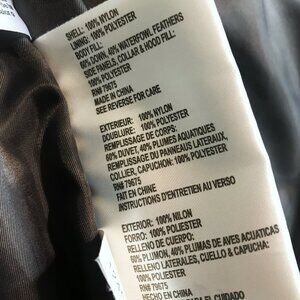 SHELL: 100% NYLON
LINING: 100% POLYESTER
BODY FILL:
60% DOWN, 40% WATERFOWL FEATHERS
SIDE PANELS, COLLAR & HOOD FILL:
100% POLYESTER
RN# 79675
MADE IN CHINA
SEE REVERSE FOR CARE
EXTERIEUR: 100% NYLON
DOUBLURE: 100% POLYESTER
REMPLISSAGE DU CORPS:
60% DUVET, 40% PLUMES AQUATIQUES
REMPLISSAGE DU PANNEAUX LATERAUX,
COLLIER, CAPUCHON: 100% POLYESTER
RN# 79675
FAIT EN CHINE
INSTRUCTIONS D'ENTRETIEN AU VERSO
EXTERIOR: 100% NILON
FORRO: 100% POLIESTER
RELLENO DE CUERPO:
60% PLUMON, 40% PLUMAS DE AVES ACUATICAS
RELLENO LATERALES, CUELLO & CAPUCHA:
100% POLIESTER
RN# 79675
HECHO EN CHINA